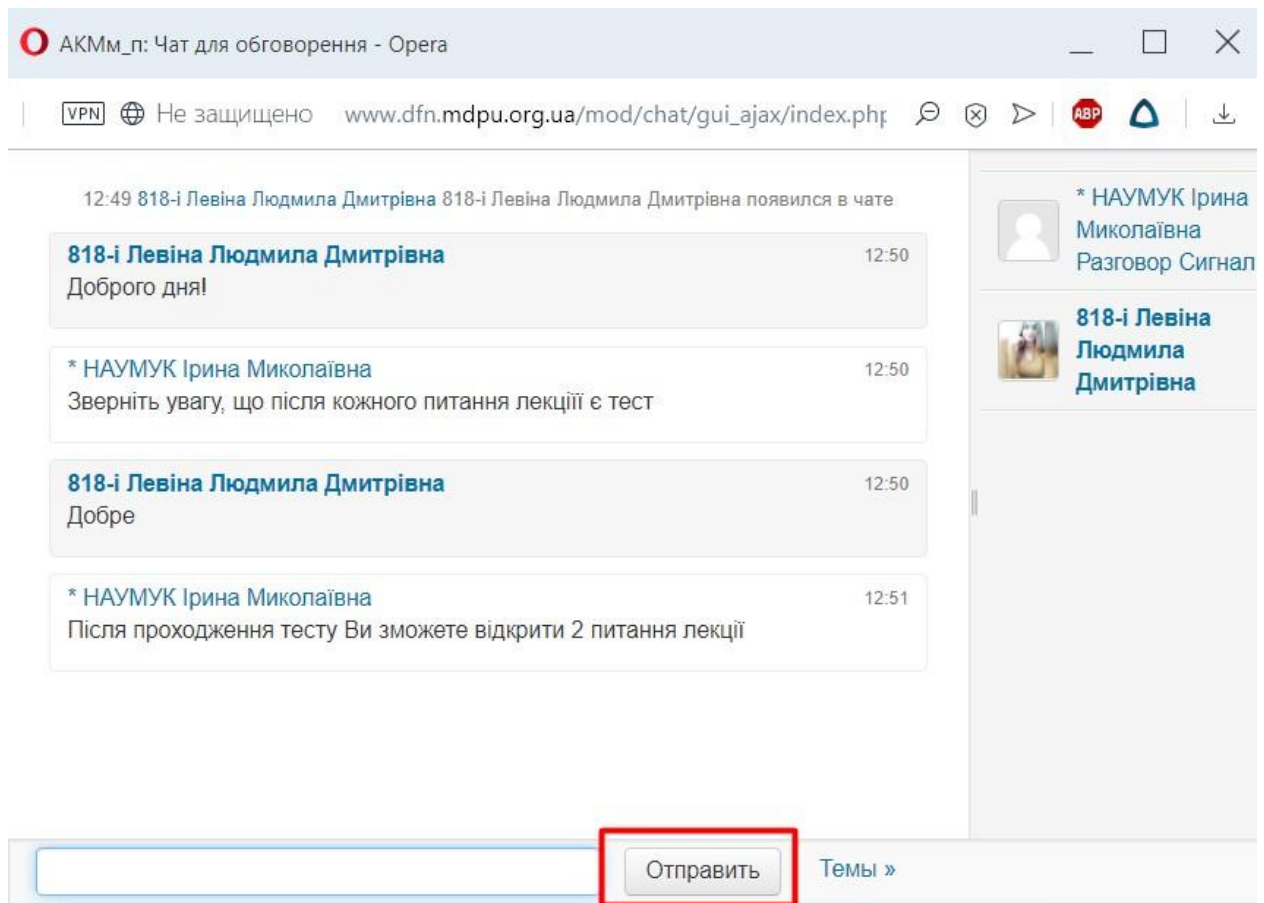 АКМм_п: Чат для обговорення - Opera
VPN Не защищено www.dfn.mdpu.org.ua/mod/chat/gui_ajax/index.php
ABP
12:49 818-і Левіна Людмила Дмитрівна 818-і Левіна Людмила Дмитрівна появился в чате
818-і Левіна Людмила Дмитрівна 12:50
Доброго дня!
* НАУМУК Ірина Миколаївна 12:50
Зверніть увагу, що після кожного питання лекціїї є тест
818-і Левіна Людмила Дмитрівна 12:50
Добре
* НАУМУК Ірина Миколаївна 12:51
Після проходження тесту Ви зможете відкрити 2 питання лекції
* НАУМУК Ірина
Миколаївна
Разговор Сигнал
818-і Левіна
Людмила
Дмитрівна
Отправить Темы »